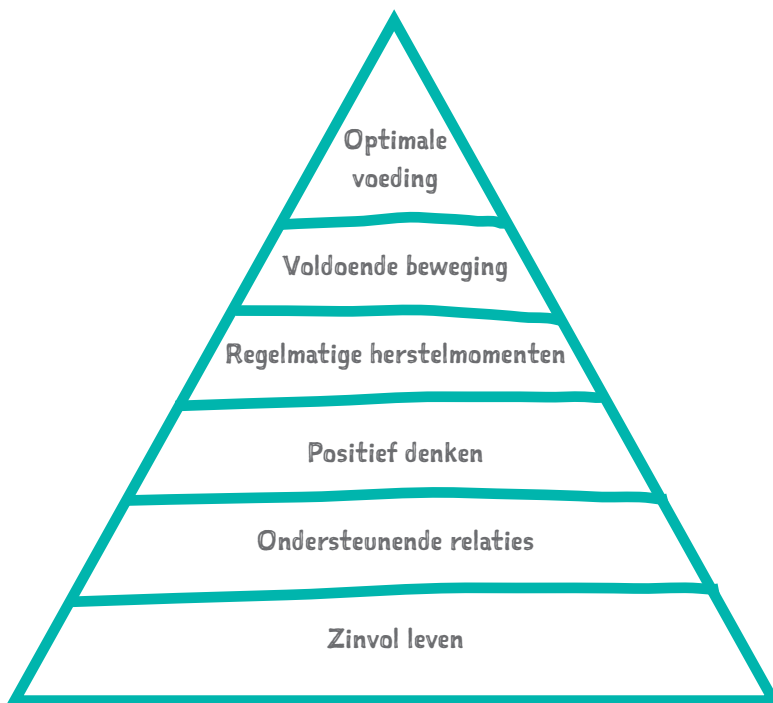 Optimale
voeding
Voldoende beweging
Regelmatige herstelmomenten
Positief denken
Ondersteunende relaties
Zinvol leven